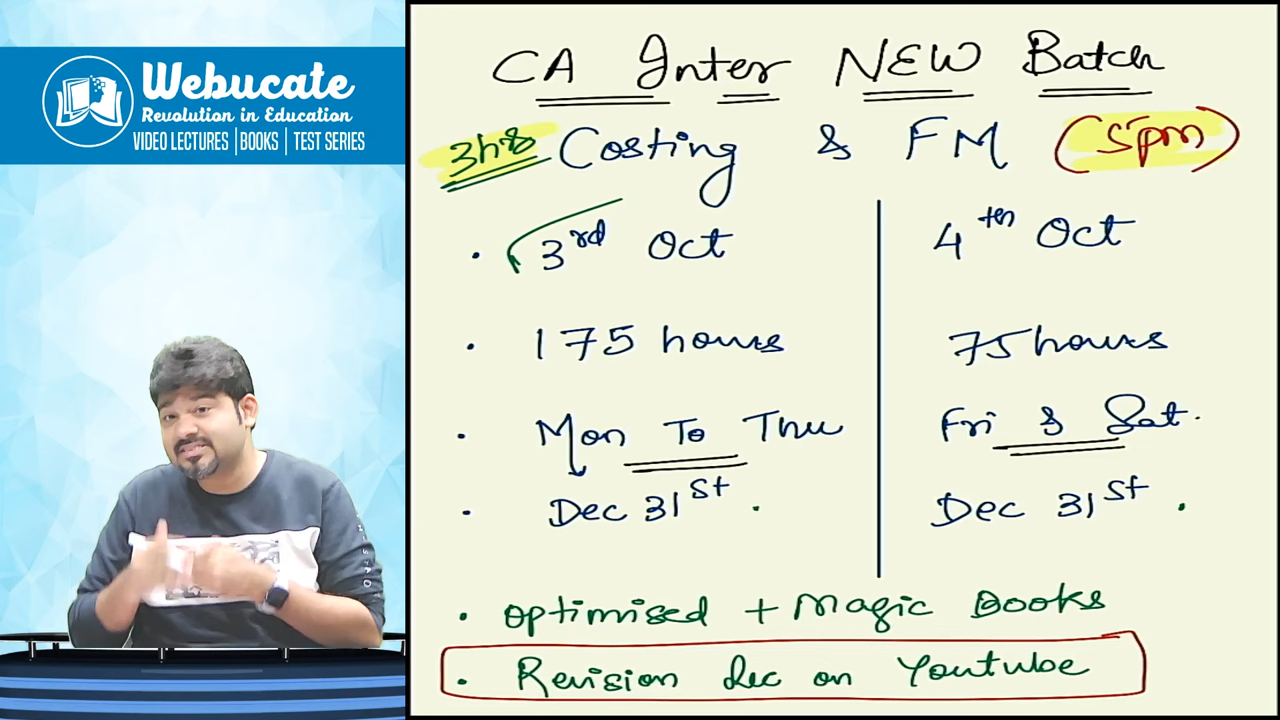 Webucate
Revolution in Education
VIDEO LECTURES | BOOKS | TEST SERIES
CA Inter NEW Batch
3hrs Costing & FM (5pm)
• 3rd Oct
4th Oct
• 175 hours
75 hours
• Mon To Thu
Fri & Sat.
• Dec 31st .
Dec 31st .
• Optimised + Magic Books
• Revision Lec on Youtube